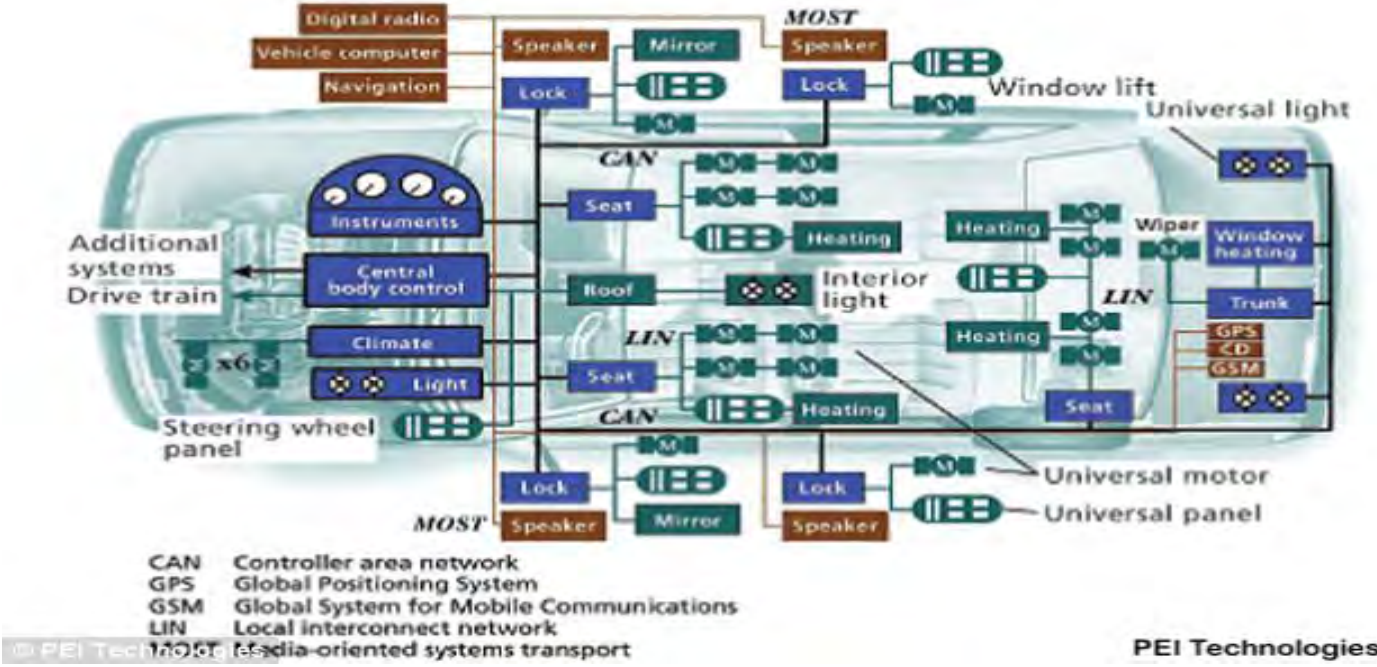 Digital radio
MOST
Speaker
Mirror
Speaker
Vehicle computer
Navigation
Lock
Lock
M
M
Window lift
Universal light
CAN
M
M
Instruments
Seat
M
M
Heating
Heating
M
M
Wiper
M
Window
heating
Additional
systems
Central
body control
Roof
Interior
light
Drive train
LIN
Trunk
Climate
LIN
M
M
Heating
M
M
GPS
CD
GSM
x6
Light
Seat
M
M
Heating
CAN
Seat
Steering wheel
panel
M
Lock
Lock
M
Universal motor
Universal panel
MOST
Speaker
Mirror
Speaker
CAN Controller area network
GPS Global Positioning System
GSM Global System for Mobile Communications
LIN Local interconnect network
MOST Media-oriented systems transport
© PEI Technologies
PEI Technologies